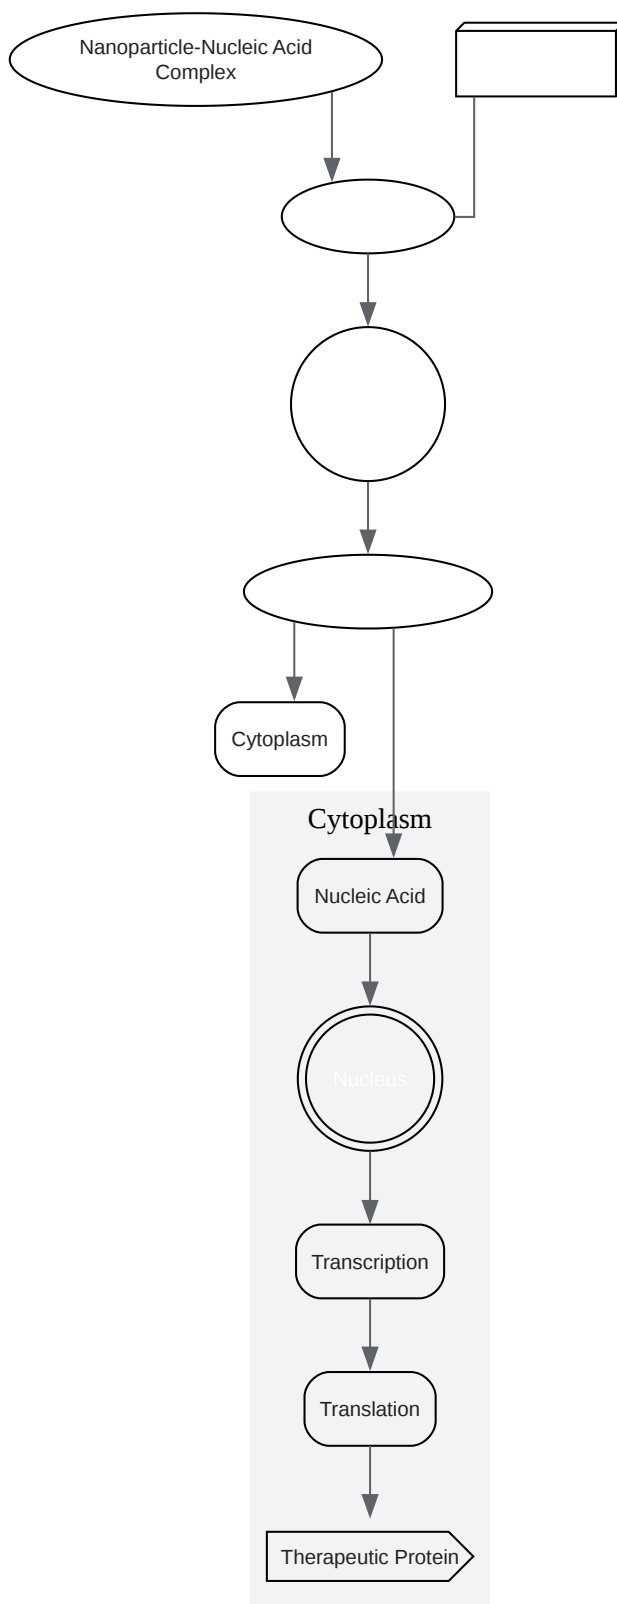 Nanoparticle-Nucleic Acid
Complex
Cytoplasm
Cytoplasm
Nucleic Acid
Nucleus
Transcription
Translation
Therapeutic Protein